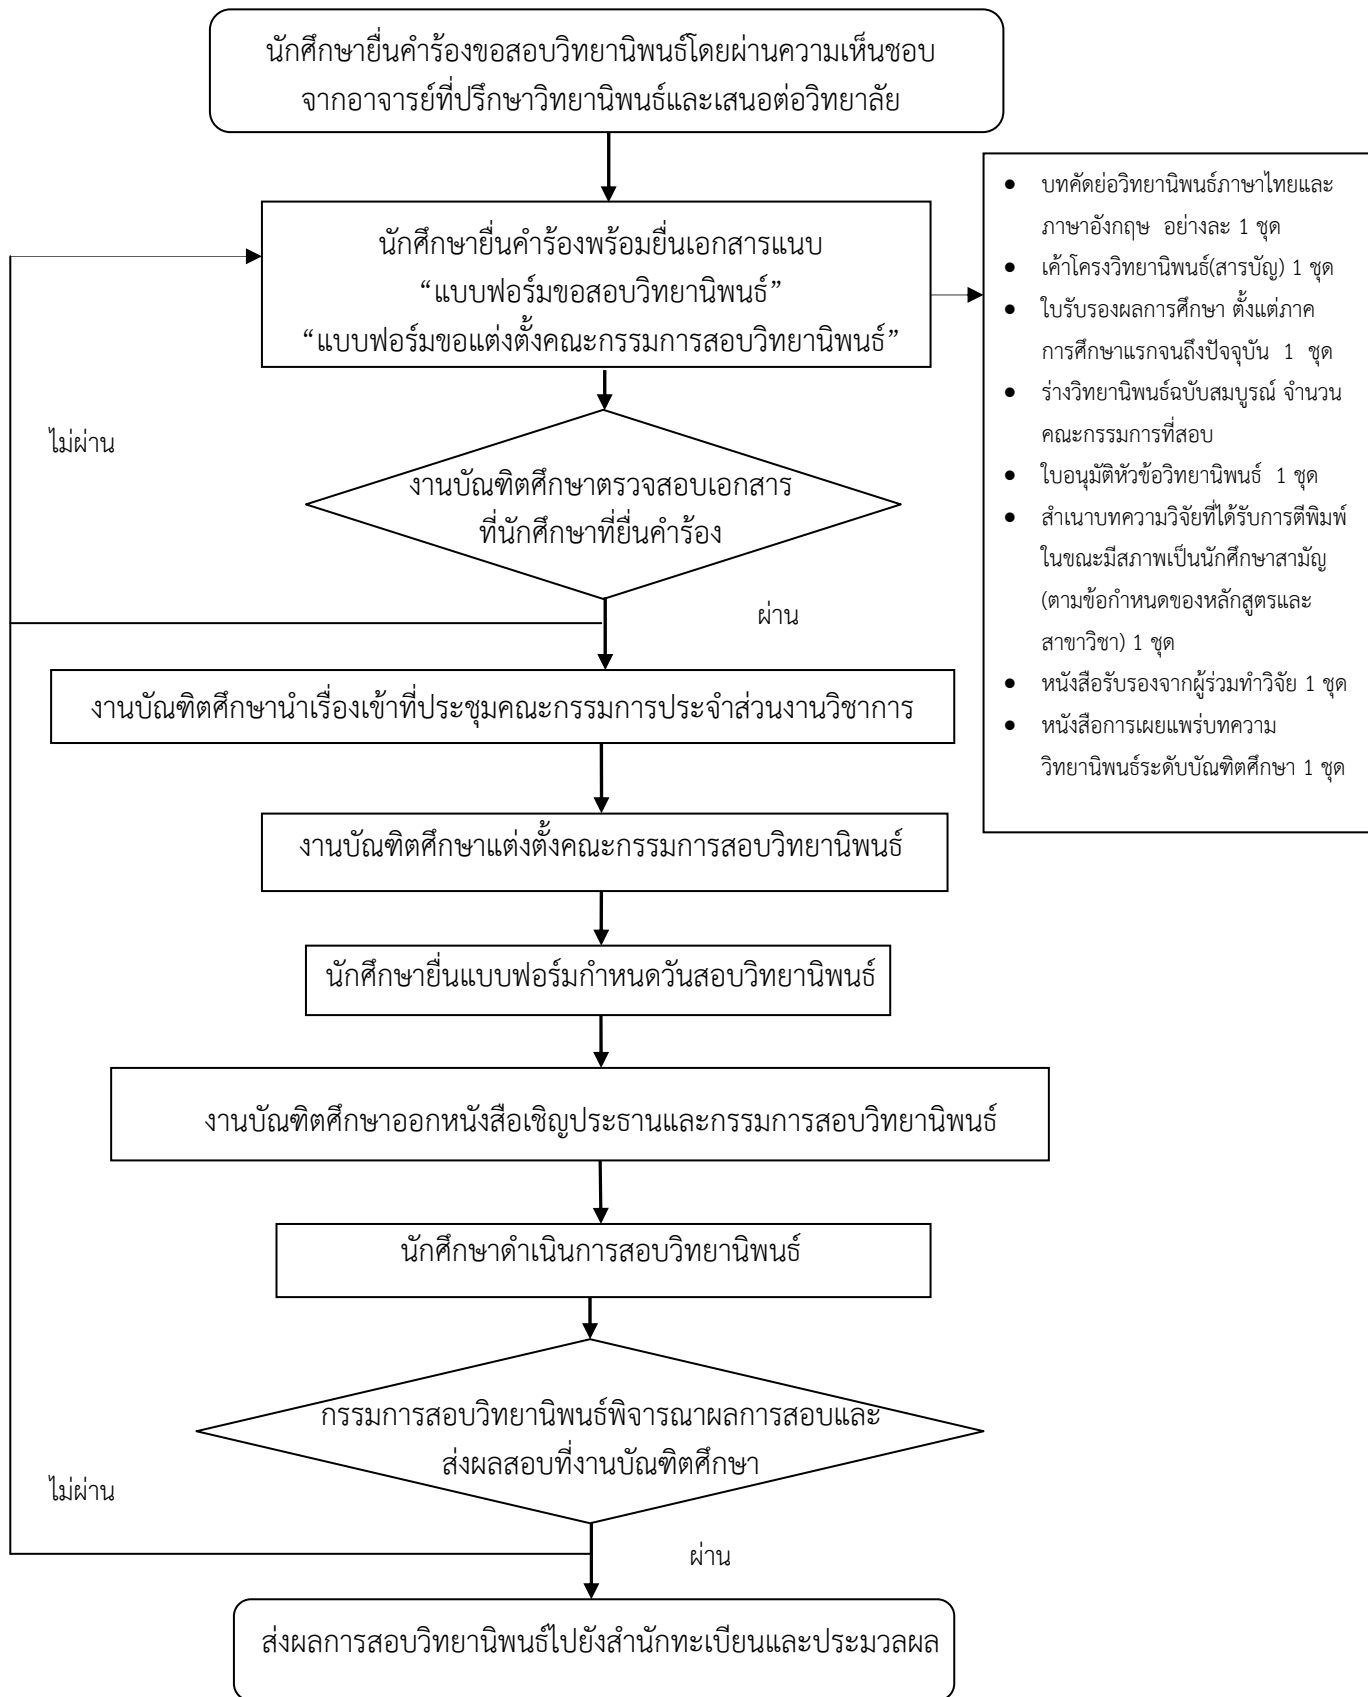 นักศึกษายื่นคำร้องขอสอบวิทยานิพนธ์โดยผ่านความเห็นชอบ
จากอาจารย์ที่ปรึกษาวิทยานิพนธ์และเสนอต่อวิทยาลัย
นักศึกษายื่นคำร้องพร้อมยื่นเอกสารแนบ
“แบบฟอร์มขอสอบวิทยานิพนธ์”
“แบบฟอร์มขอแต่งตั้งคณะกรรมการสอบวิทยานิพนธ์”
• บทคัดย่อวิทยานิพนธ์ภาษาไทยและ
ภาษาอังกฤษ อย่างละ 1 ชุด
• เค้าโครงวิทยานิพนธ์(สารบัญ) 1 ชุด
• ใบรับรองผลการศึกษา ตั้งแต่ภาค
การศึกษาแรกจนถึงปัจจุบัน 1 ชุด
• ร่างวิทยานิพนธ์ฉบับสมบูรณ์ จำนวน
คณะกรรมการที่สอบ
• ใบอนุมัติหัวข้อวิทยานิพนธ์ 1 ชุด
• สำเนาบทความวิจัยที่ได้รับการตีพิมพ์
ในขณะมีสภาพเป็นนักศึกษาสามัญ
(ตามข้อกำหนดของหลักสูตรและ
สาขาวิชา) 1 ชุด
• หนังสือรับรองจากผู้ร่วมทำวิจัย 1 ชุด
• หนังสือการเผยแพร่บทความ
วิทยานิพนธ์ระดับบัณฑิตศึกษา 1 ชุด
ไม่ผ่าน
งานบัณฑิตศึกษาตรวจสอบเอกสาร
ที่นักศึกษาที่ยื่นคำร้อง
ผ่าน
งานบัณฑิตศึกษานำเรื่องเข้าที่ประชุมคณะกรรมการประจำส่วนงานวิชาการ
งานบัณฑิตศึกษาแต่งตั้งคณะกรรมการสอบวิทยานิพนธ์
นักศึกษายื่นแบบฟอร์มกำหนดวันสอบวิทยานิพนธ์
งานบัณฑิตศึกษาออกหนังสือเชิญประธานและกรรมการสอบวิทยานิพนธ์
นักศึกษาดำเนินการสอบวิทยานิพนธ์
กรรมการสอบวิทยานิพนธ์พิจารณาผลการสอบและ
ส่งผลสอบที่งานบัณฑิตศึกษา
ไม่ผ่าน
ผ่าน
ส่งผลการสอบวิทยานิพนธ์ไปยังสำนักทะเบียนและประมวลผล